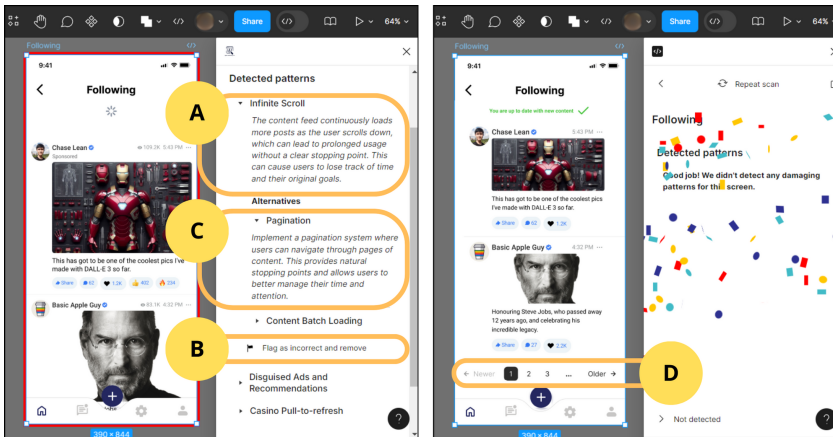 Share
64%
Following
9:41
Following
Chase Lean
109.2K 5:43 PM
Sponsored
This has got to be one of the coolest pics I've
made with DALL-E 3 so far.
Share
62
1.2K
402
234
Basic Apple Guy
83.1K 4:32 PM
390 × 844
Detected patterns
A
Infinite Scroll
The content feed continuously loads
more posts as the user scrolls down,
which can lead to prolonged usage
without a clear stopping point. This
can cause users to lose track of time
and their original goals.
Alternatives
C
Pagination
Implement a pagination system where
users can navigate through pages of
content. This provides natural
stopping points and allows users to
better manage their time and
attention.
Content Batch Loading
B
Flag as incorrect and remove
Disguised Ads and
Recommendations
Casino Pull-to-refresh
?
Share
64%
Following
9:41
Following
You are up to date with new content
Chase Lean
5:43 PM
This has got to be one of the coolest pics
I've made with DALL-E 3 so far.
Share
62
1.2K
Basic Apple Guy
4:32 PM
Honouring Steve Jobs, who passed away
12 years ago, and celebrating his
incredible legacy.
Share
27
2.2K
← Newer 1 2 3 ... Older →
D
390 × 844
Repeat scan
Following
Detected patterns
Good job! We didn't detect any damaging
patterns for this screen.
Not detected
?